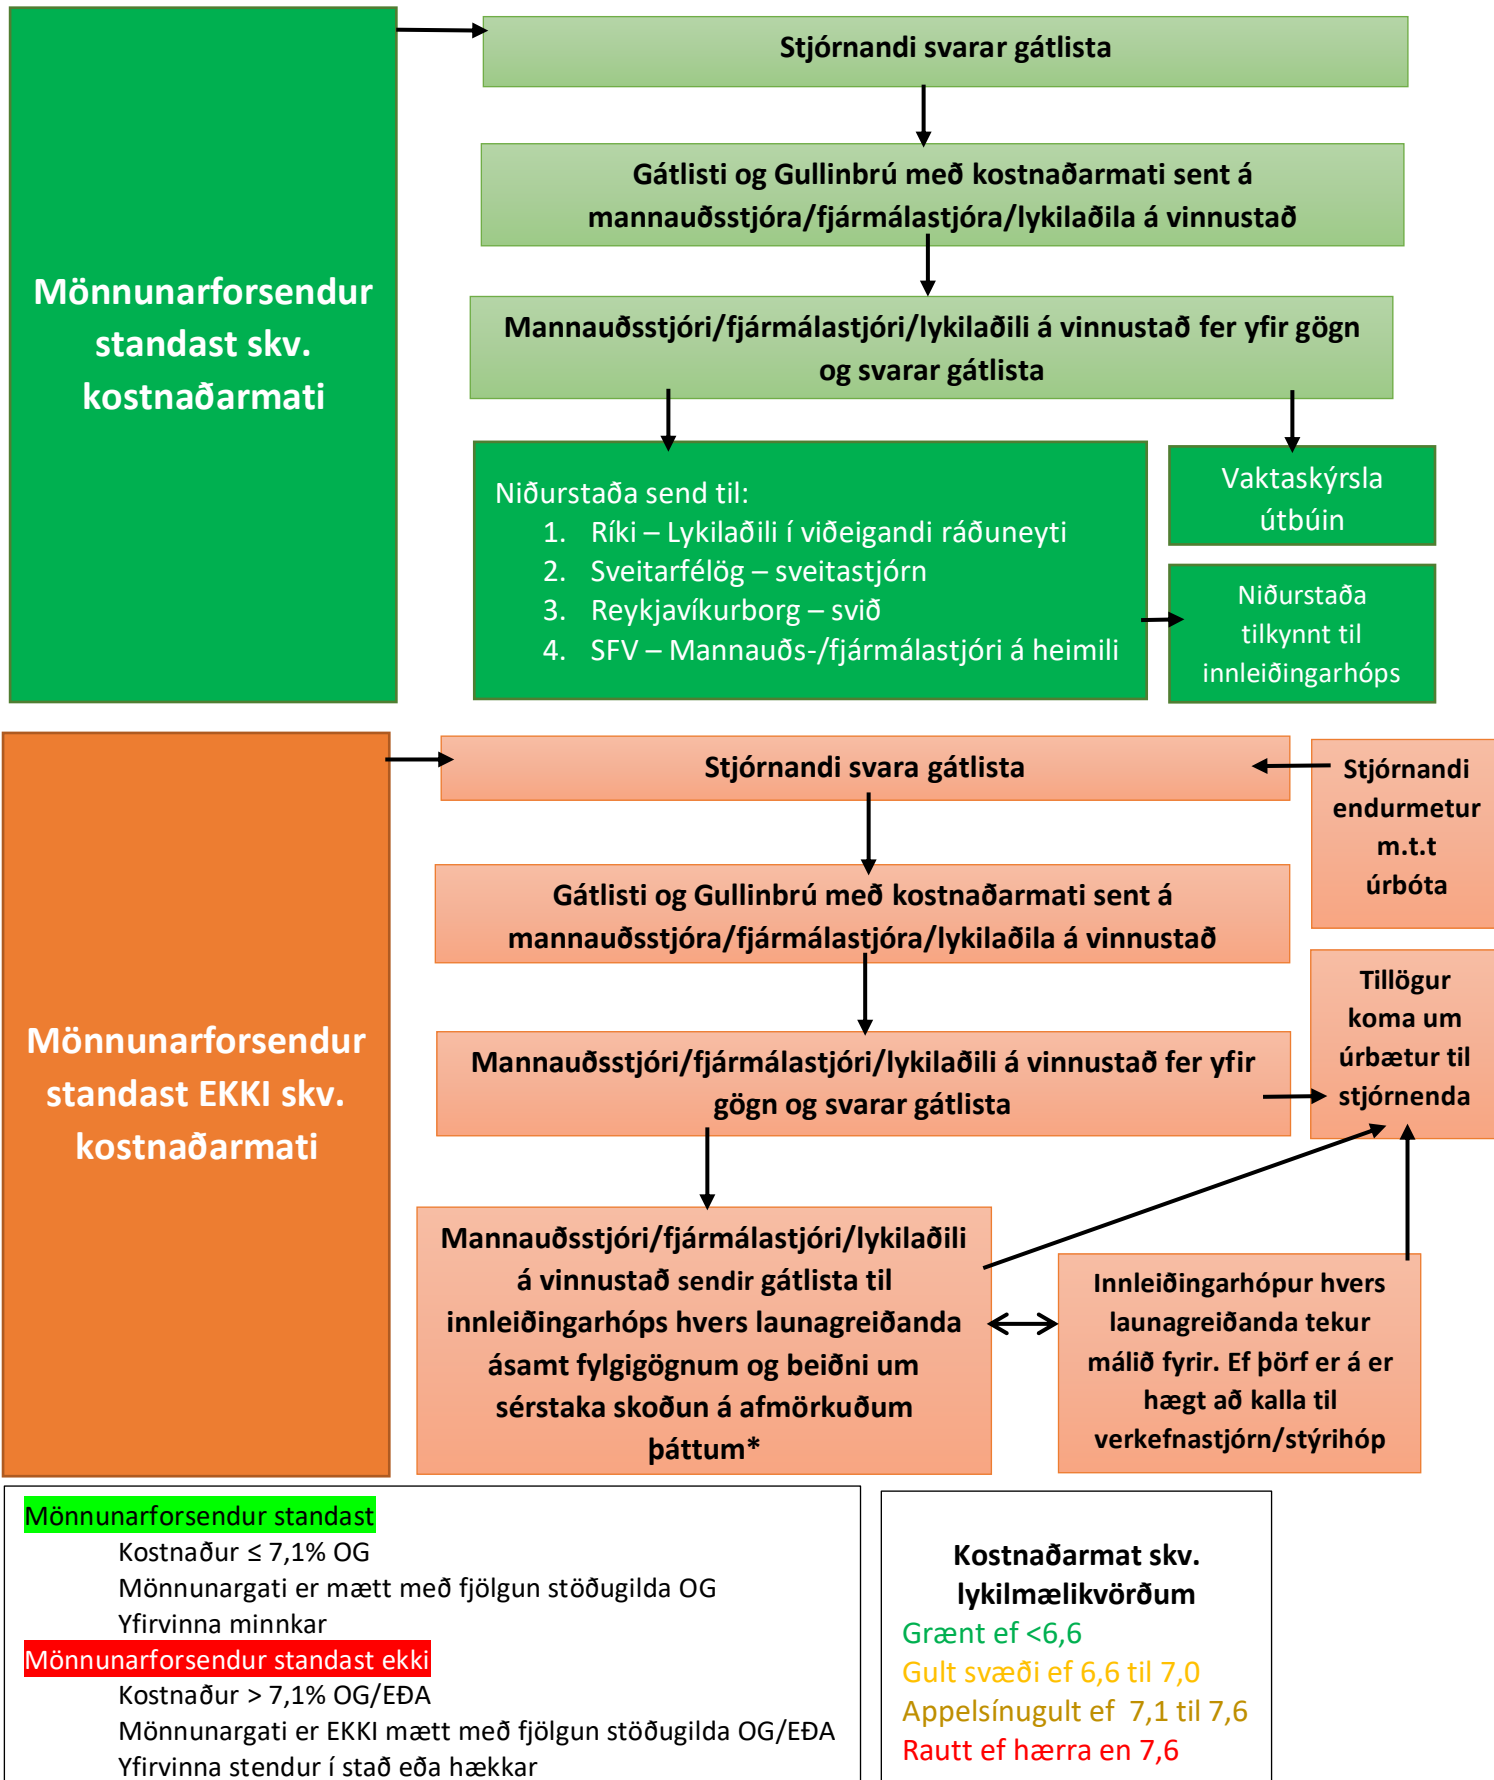 Mönnunarforsendur
standast skv.
kostnaðarmati
Stjórnandi svarar gátlista
Gátlisti og Gullinbrú með kostnaðarmati sent á
mannauðsstjóra/fjármálastjóra/lykilaðila á vinnustað
Mannauðsstjóri/fjármálastjóri/lykilaðili á vinnustað fer yfir gögn
og svarar gátlista
Niðurstaða send til:
1. Ríki – Lykilaðili í viðeigandi ráðuneyti
2. Sveitarfélög – sveitastjórn
3. Reykjavíkurborg – svið
4. SFV – Mannauðs-/fjármálastjóri á heimili
Vaktaskýrsla
útbúin
Niðurstaða
tilkynnt til
innleiðingarhóps
Mönnunarforsendur
standast EKKI skv.
kostnaðarmati
Stjórnandi svara gátlista
Stjórnandi
endurmetur
m.t.t
úrbóta
Gátlisti og Gullinbrú með kostnaðarmati sent á
mannauðsstjóra/fjármálastjóra/lykilaðila á vinnustað
Tillögur
koma um
úrbætur til
stjórnenda
Mannauðsstjóri/fjármálastjóri/lykilaðili á vinnustað fer yfir
gögn og svarar gátlista
Mannauðsstjóri/fjármálastjóri/lykilaðili
á vinnustað sendir gátlista til
innleiðingarhóps hvers launagreiðanda
ásamt fylgigögnum og beiðni um
sérstaka skoðun á afmörkuðum
þáttum*
Innleiðingarhópur hvers
launagreiðanda tekur
málið fyrir. Ef þörf er á er
hægt að kalla til
verkefnastjórn/stýrihóp
Mönnunarforsendur standast
Kostnaður ≤ 7,1% OG
Mönnunargati er mætt með fjölgun stöðugilda OG
Yfirvinna minnkar
Mönnunarforsendur standast ekki
Kostnaður > 7,1% OG/EÐA
Mönnunargati er EKKI mætt með fjölgun stöðugilda OG/EÐA
Yfirvinna stendur í stað eða hækkar
Kostnaðarmat skv.
lykilmælikvörðum
Grænt ef <6,6
Gult svæði ef 6,6 til 7,0
Appelsínugult ef 7,1 til 7,6
Rautt ef hærra en 7,6